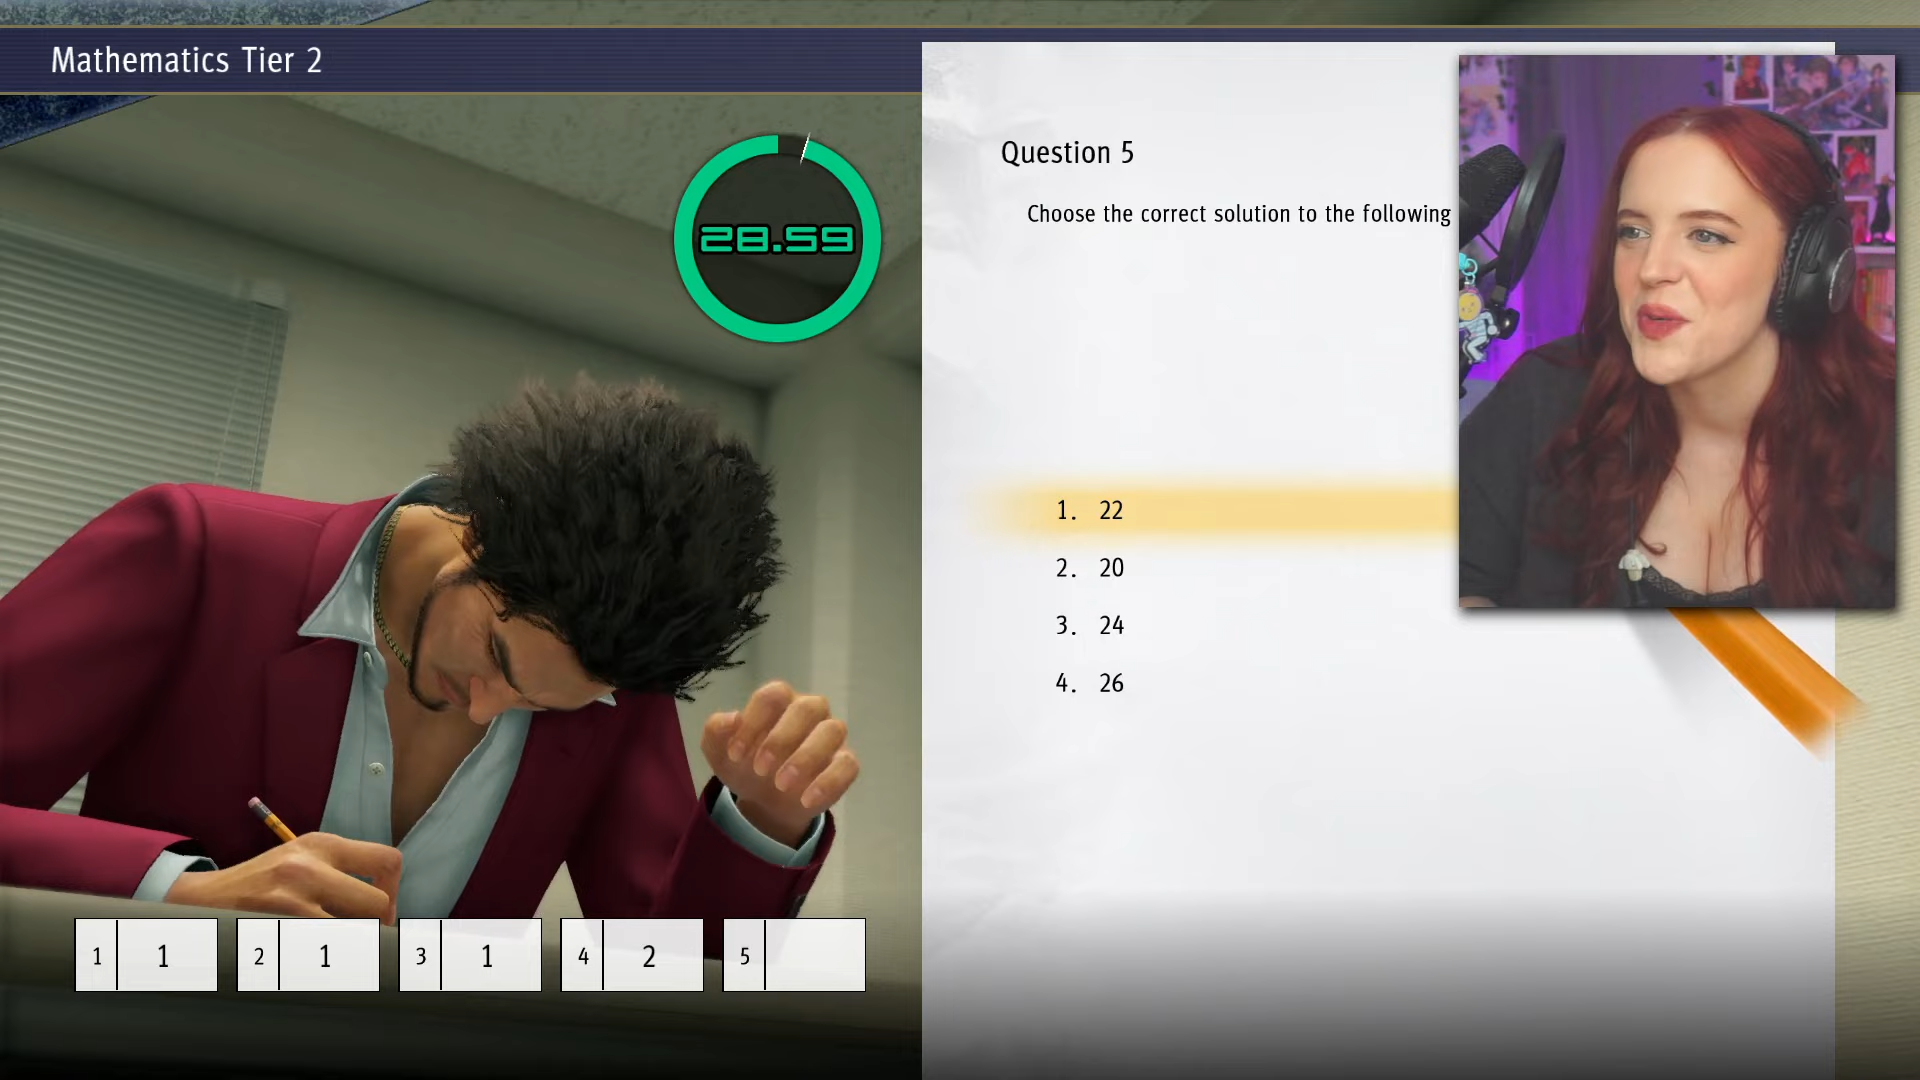 Mathematics Tier 2
28.59
Question 5
Choose the correct solution to the following
1. 22
2. 20
3. 24
4. 26
1 1 2 1 3 1 4 2 5